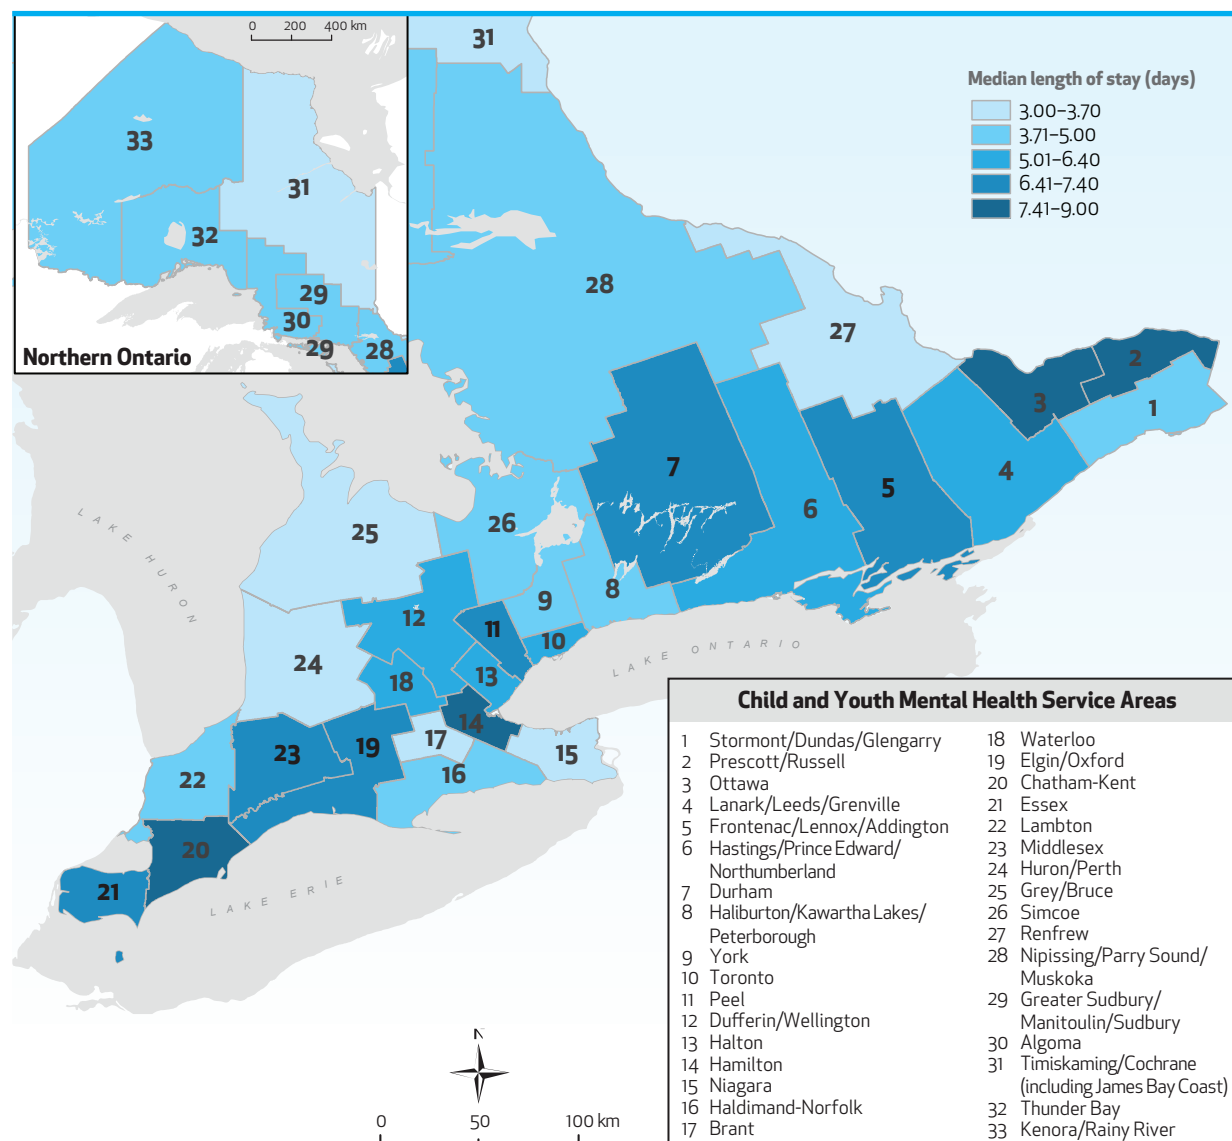 0 200 400 km
31
33
31
32
29
30
29
28
Northern Ontario
Median length of stay (days)
3.00–3.70
3.71–5.00
5.01–6.40
6.41–7.40
7.41–9.00
28
27
2
3
1
7
4
5
6
25
26
8
9
12
11
10
24
13
18
14
17
19
23
15
16
22
20
21
LAKE HURON
LAKE ONTARIO
LAKE ERIE
N
0 50 100 km
Child and Youth Mental Health Service Areas
1 Stormont/Dundas/Glengarry
2 Prescott/Russell
3 Ottawa
4 Lanark/Leeds/Grenville
5 Frontenac/Lennox/Addington
6 Hastings/Prince Edward/
Northumberland
7 Durham
8 Haliburton/Kawartha Lakes/
Peterborough
9 York
10 Toronto
11 Peel
12 Dufferin/Wellington
13 Halton
14 Hamilton
15 Niagara
16 Haldimand-Norfolk
17 Brant
18 Waterloo
19 Elgin/Oxford
20 Chatham-Kent
21 Essex
22 Lambton
23 Middlesex
24 Huron/Perth
25 Grey/Bruce
26 Simcoe
27 Renfrew
28 Nipissing/Parry Sound/
Muskoka
29 Greater Sudbury/
Manitoulin/Sudbury
30 Algoma
31 Timiskaming/Cochrane
(including James Bay Coast)
32 Thunder Bay
33 Kenora/Rainy River